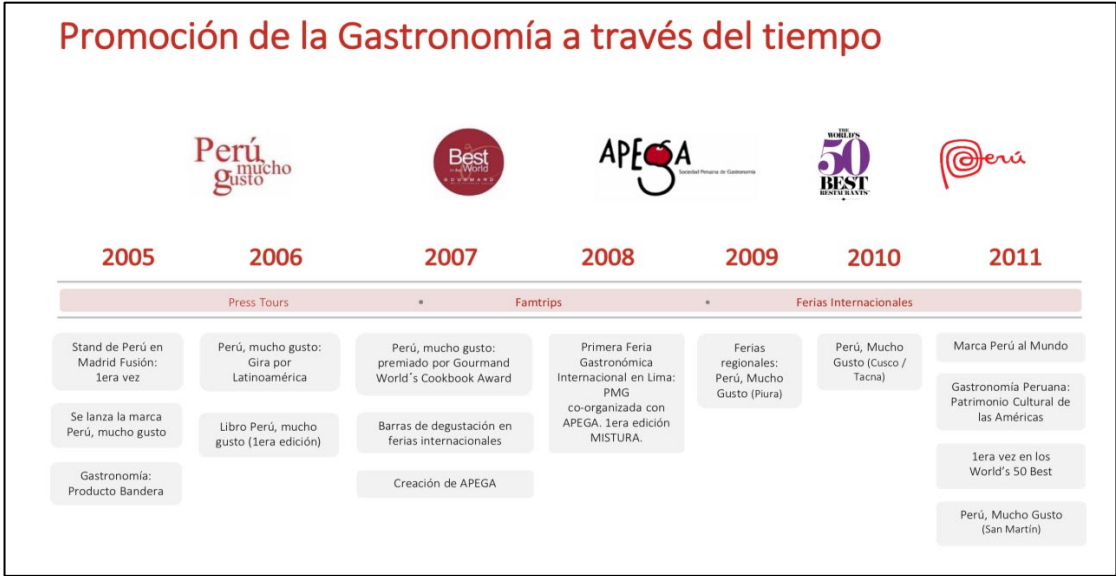 Promoción de la Gastronomía a través del tiempo
Perú
mucho
gusto
Best
in the World
GOURMAND
APEGA
Sociedad Peruana de Gastronomía
THE
WORLD'S
50
BEST
RESTAURANTS
Perú
2005
2006
2007
2008
2009
2010
2011
Press Tours • Famtrips • Ferias Internacionales
Stand de Perú en
Madrid Fusión:
1era vez
Se lanza la marca
Perú, mucho gusto
Gastronomía:
Producto Bandera
Perú, mucho gusto:
Gira por
Latinoamérica
Libro Perú, mucho
gusto (1era edición)
Perú, mucho gusto:
premiado por Gourmand
World´s Cookbook Award
Barras de degustación en
ferias internacionales
Creación de APEGA
Primera Feria
Gastronómica
Internacional en Lima:
PMG
co-organizada con
APEGA. 1era edición
MISTURA.
Ferias
regionales:
Perú, Mucho
Gusto (Piura)
Perú, Mucho
Gusto (Cusco /
Tacna)
Marca Perú al Mundo
Gastronomía Peruana:
Patrimonio Cultural de
las Américas
1era vez en los
World's 50 Best
Perú, Mucho Gusto
(San Martín)